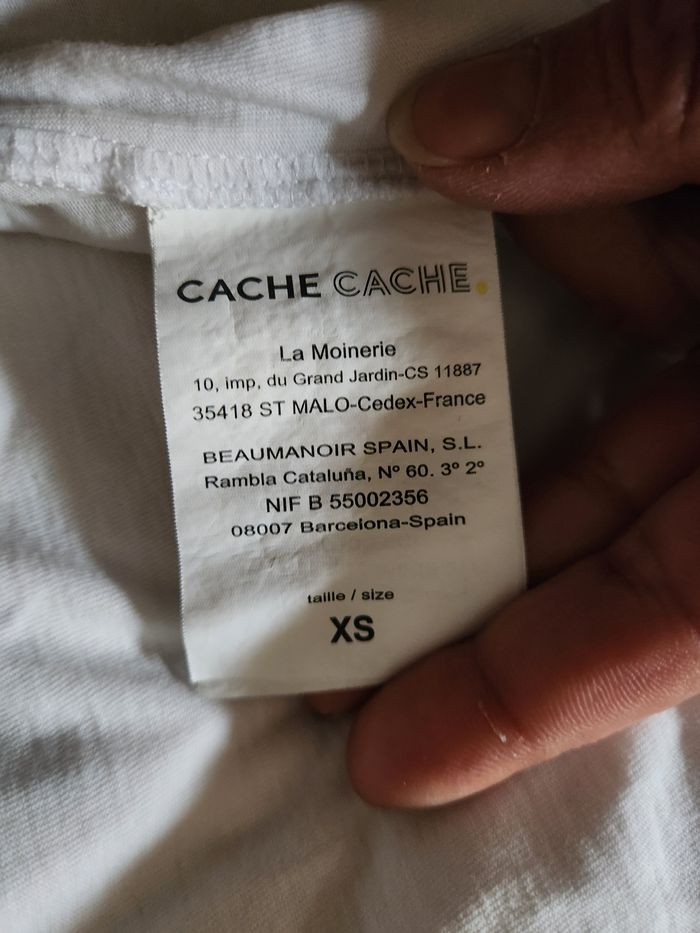 CACHE CACHE.
La Moinerie
10, imp, du Grand Jardin-CS 11887
35418 ST MALO-Cedex-France
BEAUMANOIR SPAIN, S.L.
Rambla Cataluña, Nº 60. 3º 2º
NIF B 55002356
08007 Barcelona-Spain
taille / size
XS